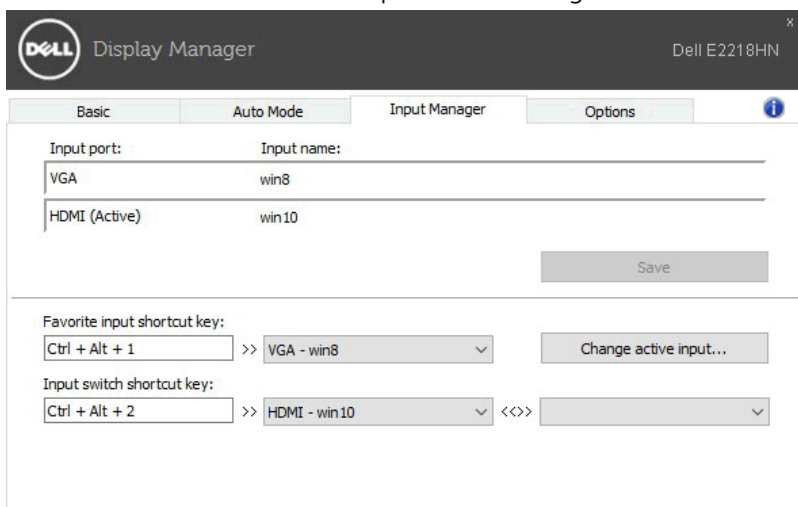 DELL Display Manager
x
Dell E2218HN
Basic Auto Mode Input Manager Options i
Input port: Input name:
VGA win8
HDMI (Active) win10
Save
Favorite input shortcut key:
Ctrl + Alt + 1 >> VGA - win8 Change active input...
Input switch shortcut key:
Ctrl + Alt + 2 >> HDMI - win10 <<>>